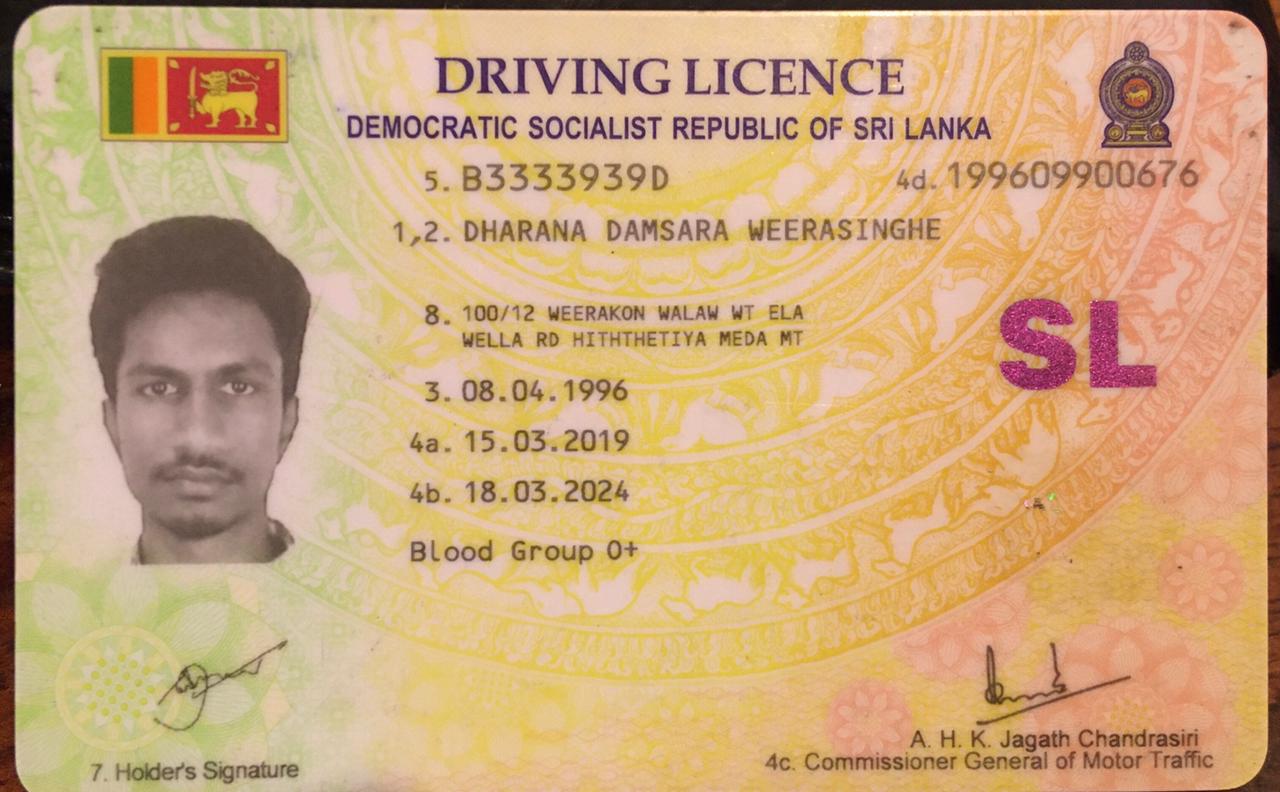 DRIVING LICENCE
DEMOCRATIC SOCIALIST REPUBLIC OF SRI LANKA
5. B3333939D 4d. 199609900676
1,2. DHARANA DAMSARA WEERASINGHE
8. 100/12 WEERAKON WALAW WT ELA
WELLA RD HITHTHETIYA MEDA MT
SL
3. 08.04.1996
4a. 15.03.2019
4b. 18.03.2024
Blood Group O+
A. H. K. Jagath Chandrasiri
7. Holder's Signature 4c. Commissioner General of Motor Traffic